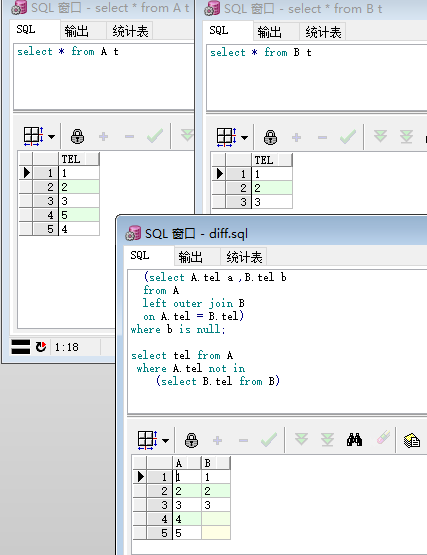 SQL 窗口 - select * from A t
SQL 输出 统计表
select * from A t
TEL
1 1
2 2
3 3
4 5
5 4
1:18
SQL 窗口 - select * from B t
SQL 输出 统计表
select * from B t
TEL
1 1
2 2
3 3
SQL 窗口 - diff.sql
SQL 输出 统计表
(select A.tel a ,B.tel b
from A
left outer join B
on A.tel = B.tel)
where b is null;
select tel from A
where A.tel not in
(select B.tel from B)
A B
1 1 1
2 2 2
3 3 3
4 4
5 5